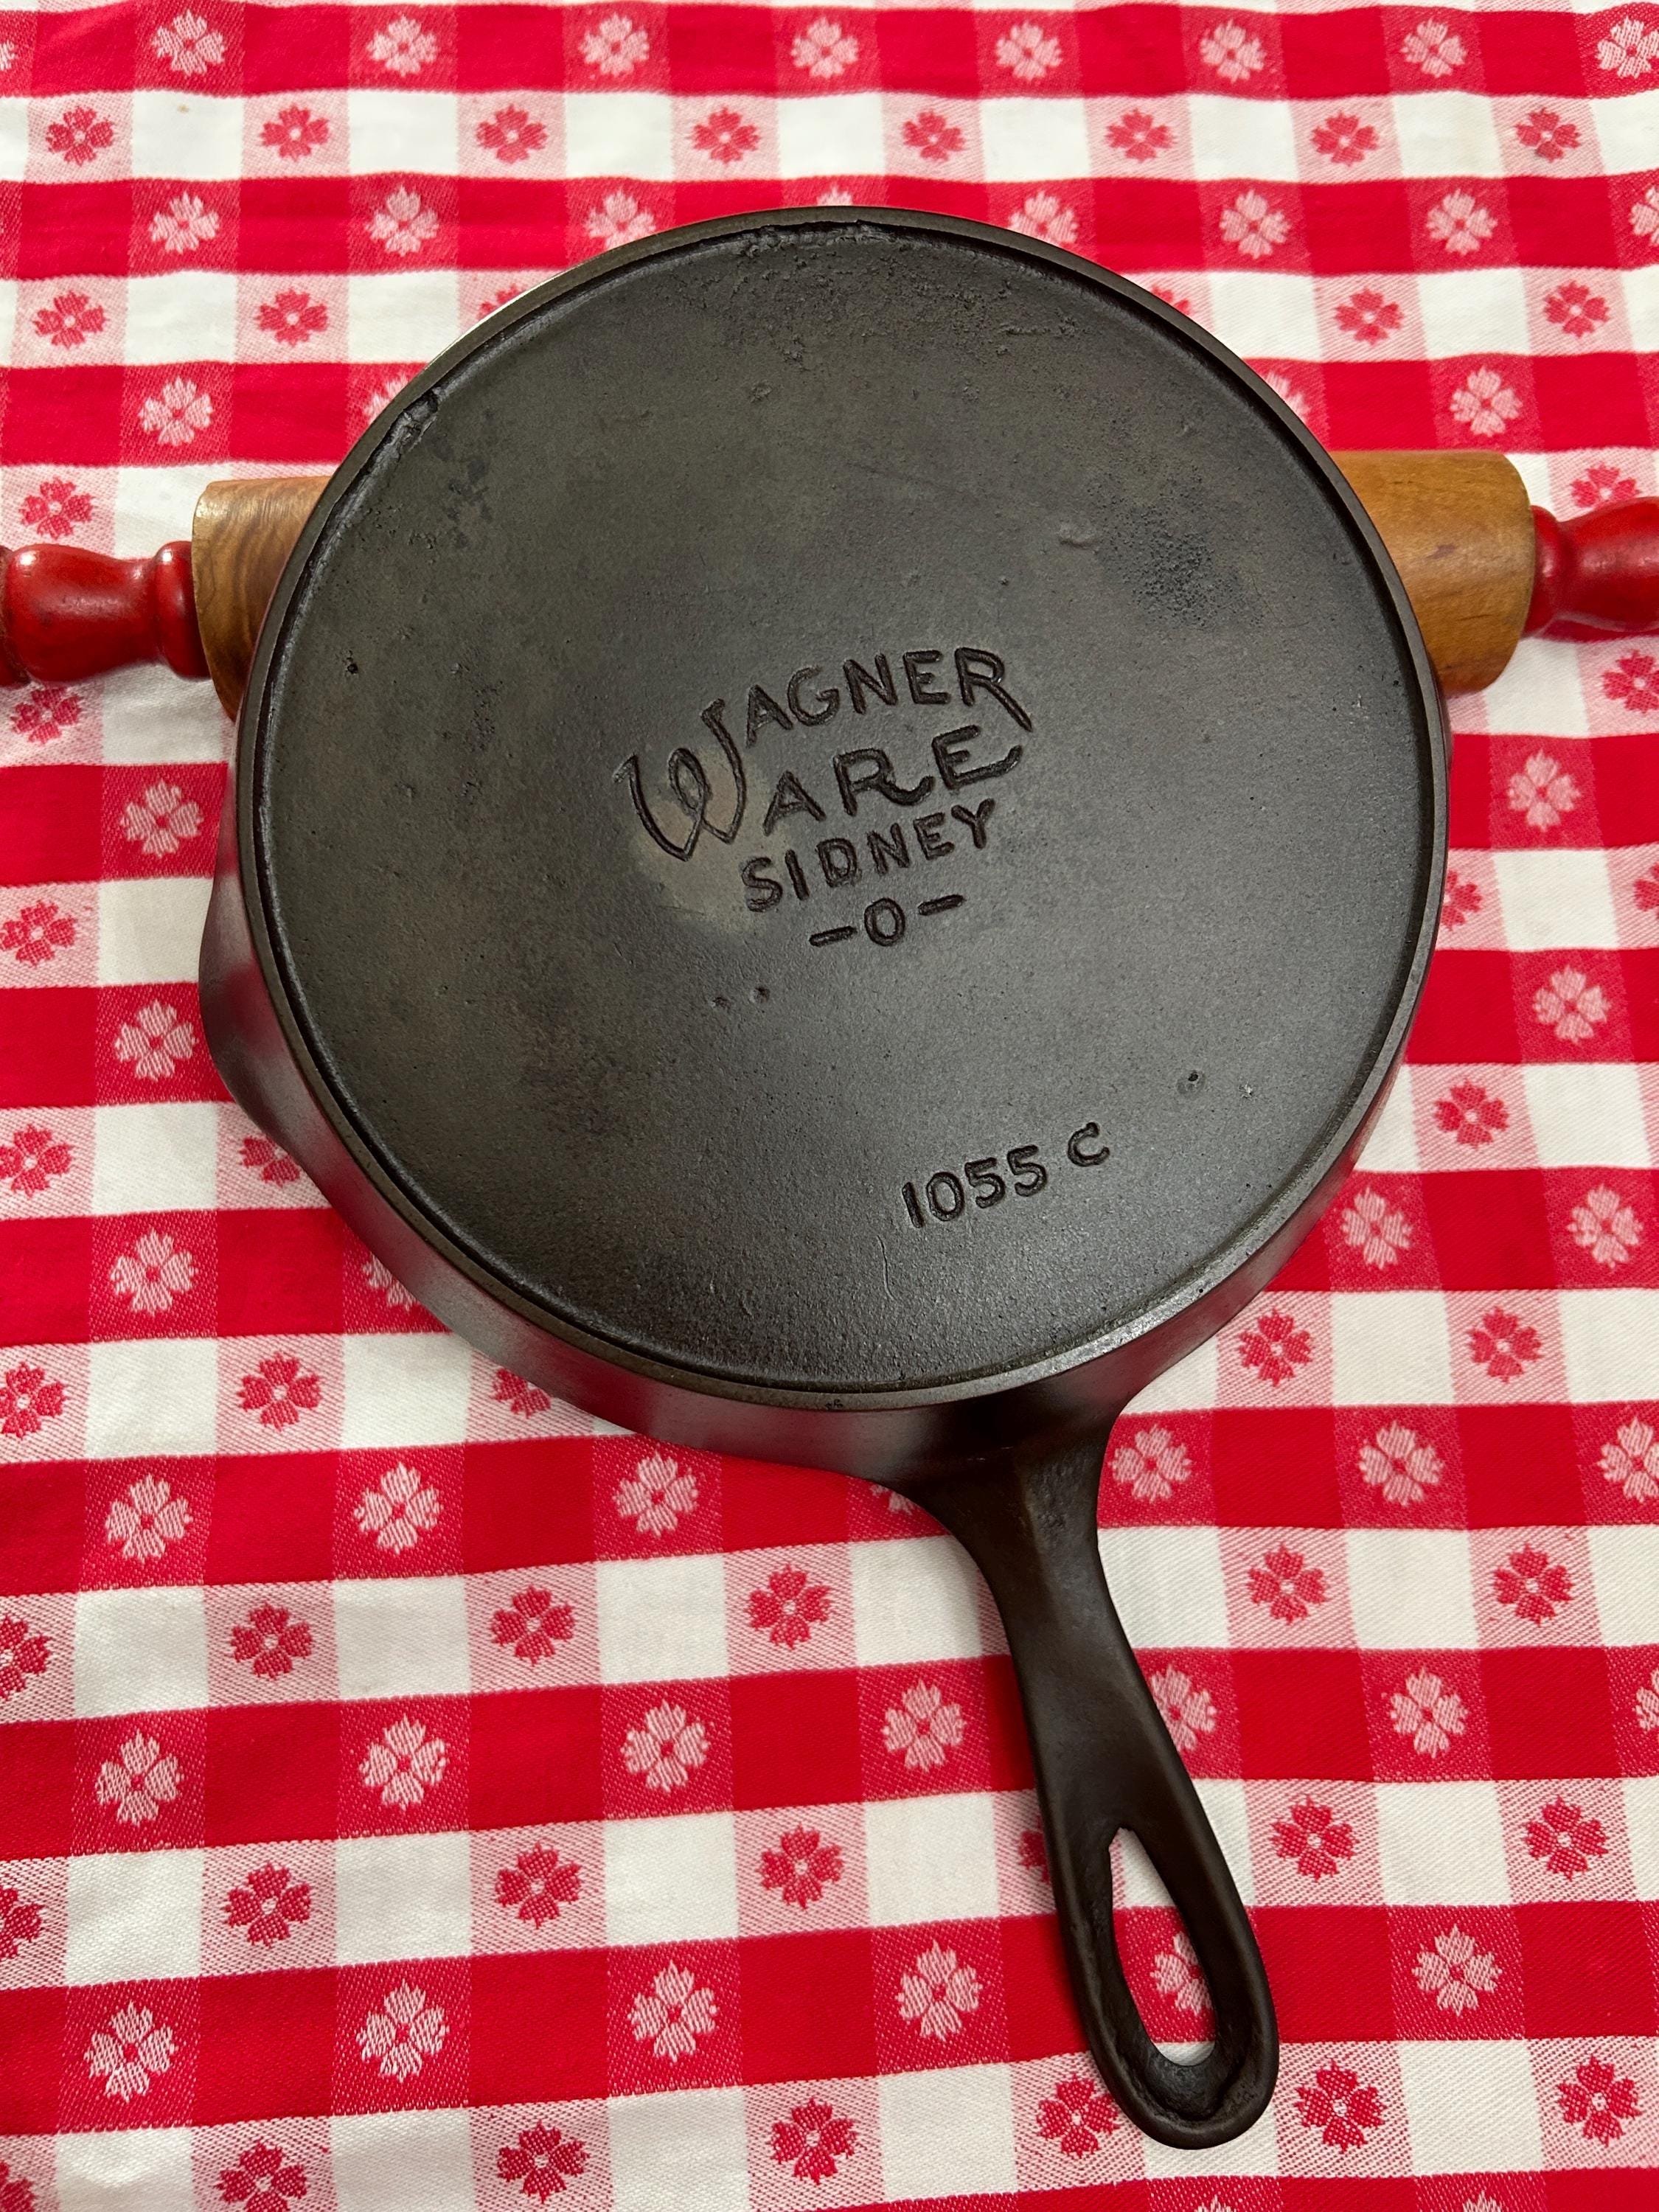 WAGNER
WARE
SIDNEY
-O-
1055 C